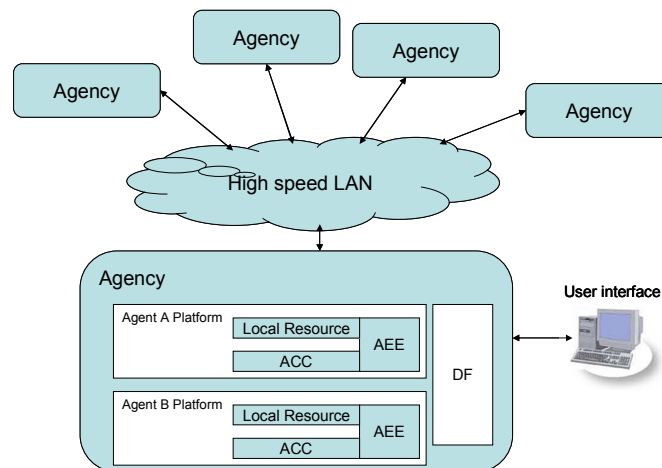 Agency
Agency
Agency
Agency
High speed LAN
Agency
User interface
Agent A Platform
Local Resource
AEE
ACC
DF
Agent B Platform
Local Resource
AEE
ACC